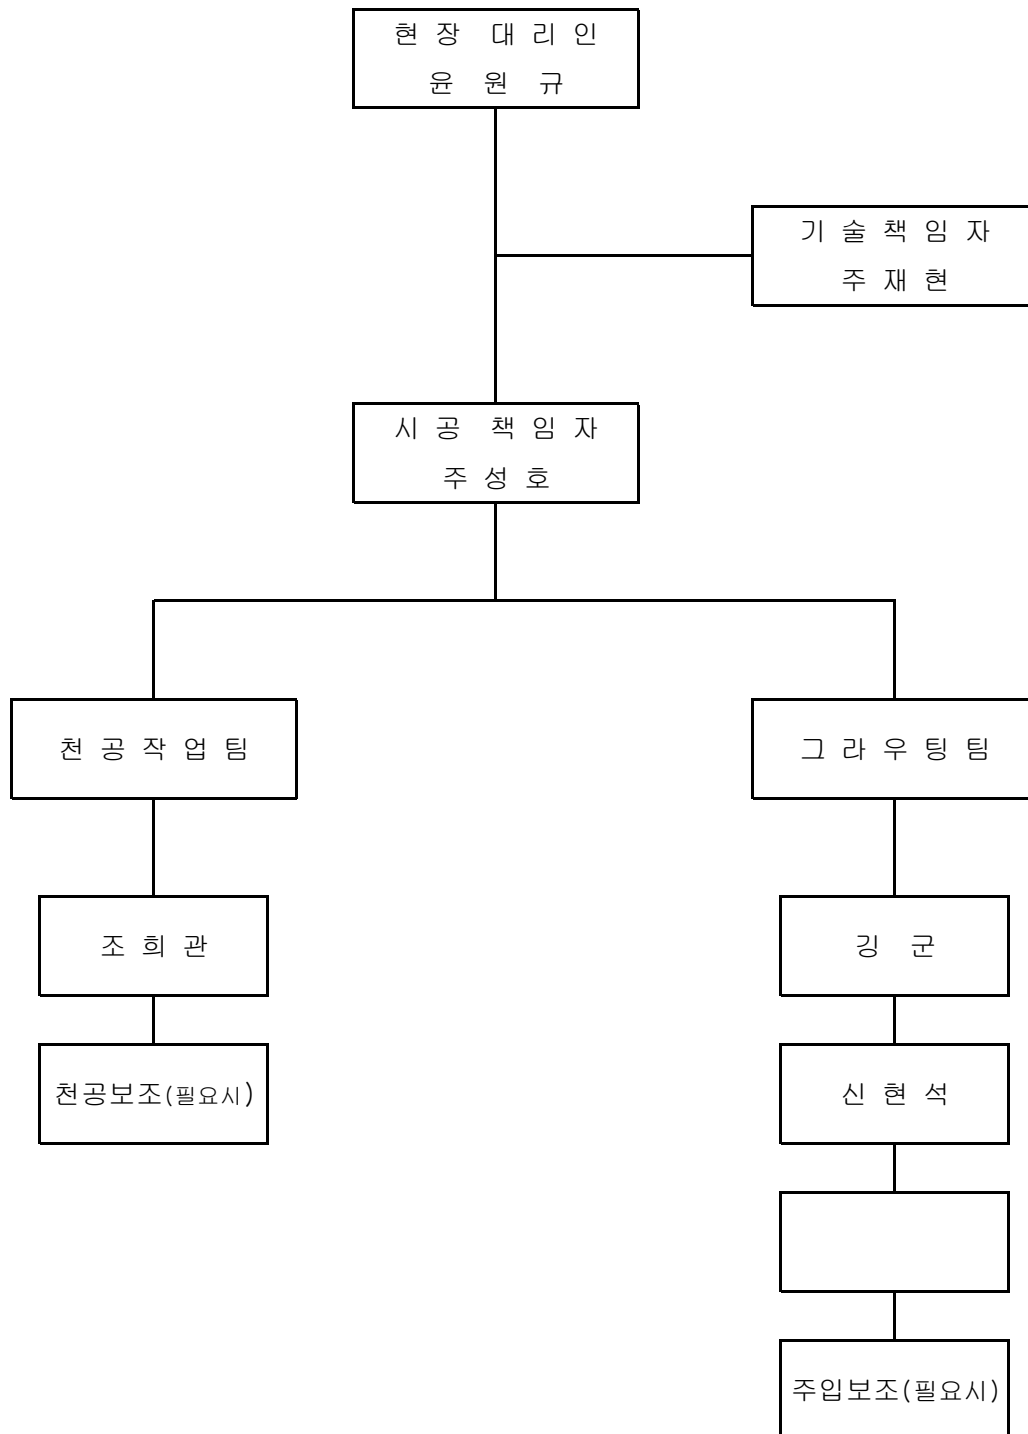 현 장 대 리 인
윤 원 규
기 술 책 임 자
주 재 현
시 공 책 임 자
주 성 호
천 공 작 업 팀
그 라 우 팅 팀
조 희 관
깅 군
천공보조(필요시)
신 현 석
주입보조(필요시)